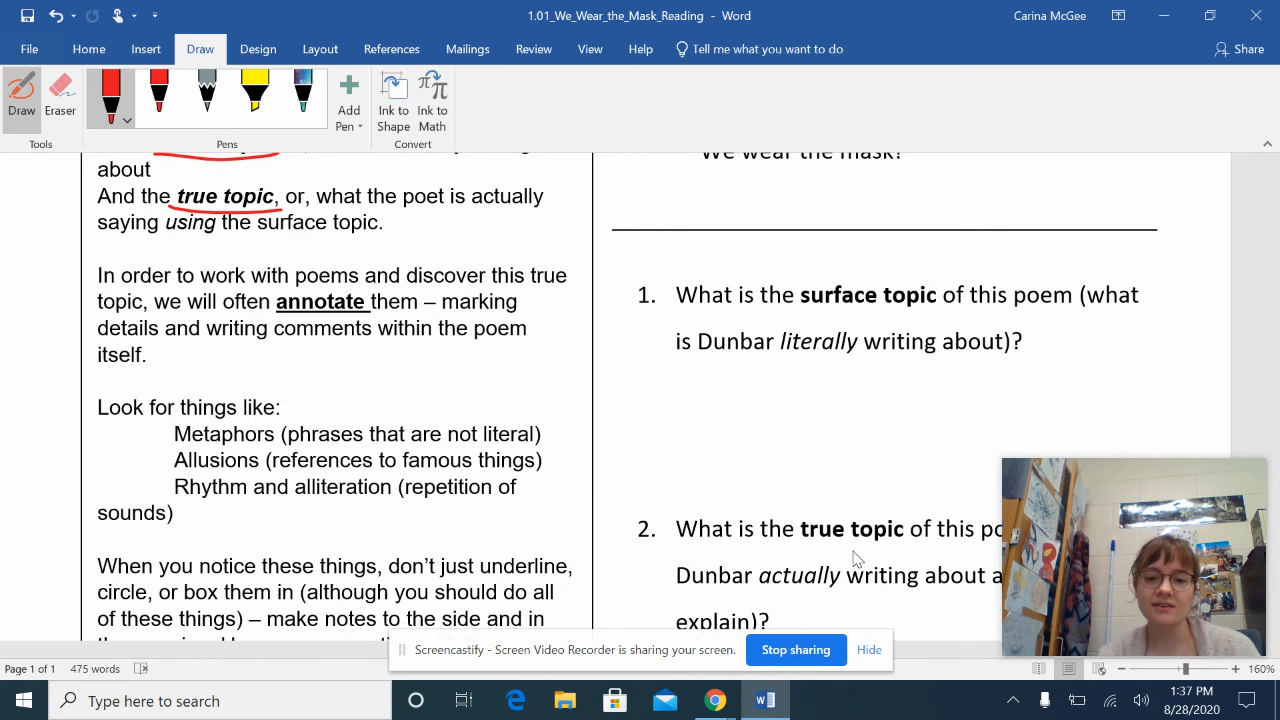 1.01_We_Wear_the_Mask_Reading - Word
Carina McGee
File Home Insert Draw Design Layout References Mailings Review View Help Tell me what you want to do Share
Draw Eraser Add Pen Ink to Shape Ink to Math
Tools Pens Convert
about
And the true topic, or, what the poet is actually
saying using the surface topic.
In order to work with poems and discover this true
topic, we will often annotate them – marking
details and writing comments within the poem
itself.
Look for things like:
Metaphors (phrases that are not literal)
Allusions (references to famous things)
Rhythm and alliteration (repetition of
sounds)
When you notice these things, don’t just underline,
circle, or box them in (although you should do all
of these things) – make notes to the side and in
We wear the mask!
1. What is the surface topic of this poem (what
is Dunbar literally writing about)?
2. What is the true topic of this po
Dunbar actually writing about a
explain)?
Screencastify - Screen Video Recorder is sharing your screen. Stop sharing Hide
Page 1 of 1 475 words 160%
Type here to search
1:37 PM
8/28/2020